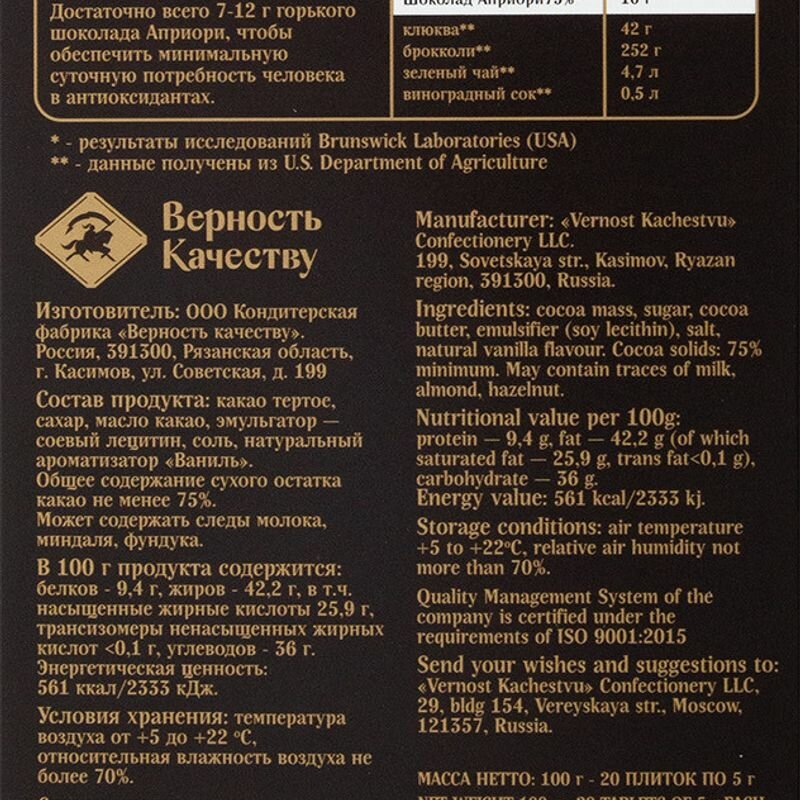 Достаточно всего 7-12 г горького
шоколада Априори, чтобы
обеспечить минимальную
суточную потребность человека
в антиоксидантах.
шоколад Априори75% 10 г
клюква** 42 г
брокколи** 252 г
зеленый чай** 4,7 л
виноградный сок** 0,5 л
* - результаты исследований Brunswick Laboratories (USA)
** - данные получены из U.S. Department of Agriculture
Верность
Качеству
Изготовитель: ООО Кондитерская
фабрика «Верность качеству».
Россия, 391300, Рязанская область,
г. Касимов, ул. Советская, д. 199
Состав продукта: какао тертое,
сахар, масло какао, эмульгатор —
соевый лецитин, соль, натуральный
ароматизатор «Ваниль».
Общее содержание сухого остатка
какао не менее 75%.
Может содержать следы молока,
миндаля, фундука.
В 100 г продукта содержится:
белков - 9,4 г, жиров - 42,2 г, в т.ч.
насыщенные жирные кислоты 25,9 г,
трансизомеры ненасыщенных жирных
кислот <0,1 г, углеводов - 36 г.
Энергетическая ценность:
561 ккал/2333 кДж.
Условия хранения: температура
воздуха от +5 до +22 °С,
относительная влажность воздуха не
более 70%.
Manufacturer: «Vernost Kachestvu»
Confectionery LLC.
199, Sovetskaya str., Kasimov, Ryazan
region, 391300, Russia.
Ingredients: cocoa mass, sugar, cocoa
butter, emulsifier (soy lecithin), salt,
natural vanilla flavour. Cocoa solids: 75%
minimum. May contain traces of milk,
almond, hazelnut.
Nutritional value per 100g:
protein — 9,4 g, fat — 42,2 g (of which
saturated fat — 25,9 g, trans fat<0,1 g),
carbohydrate — 36 g.
Energy value: 561 kcal/2333 kj.
Storage conditions: air temperature
+5 to +22°C, relative air humidity not
more than 70%.
Quality Management System of the
company is certified under the
requirements of ISO 9001:2015
Send your wishes and suggestions to:
«Vernost Kachestvu» Confectionery LLC,
29, bldg 154, Vereyskaya str., Moscow,
121357, Russia.
МАССА НЕТТО: 100 г - 20 ПЛИТОК ПО 5 г